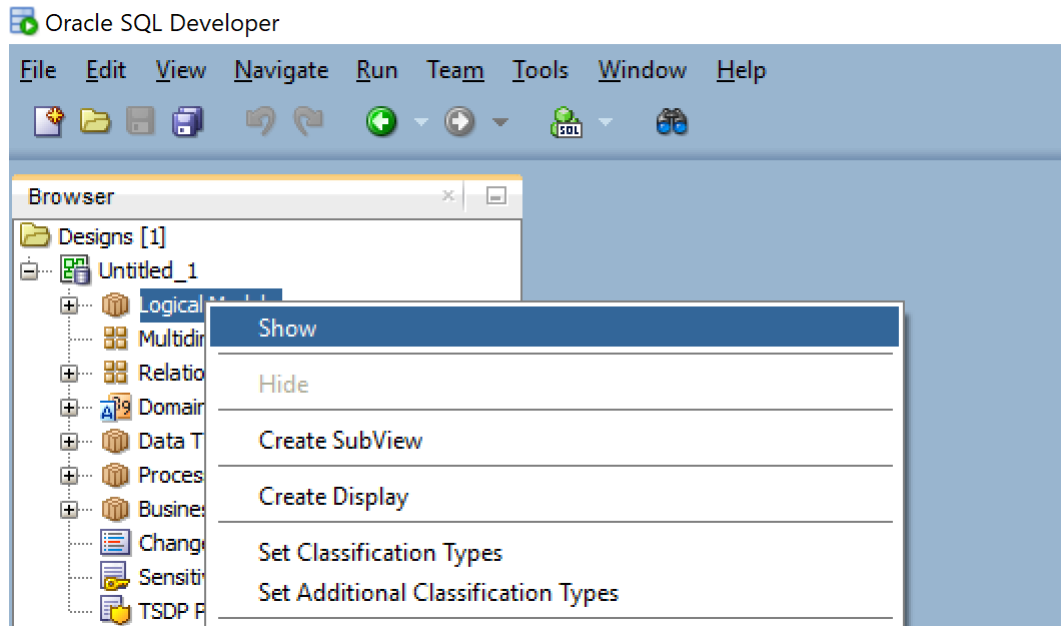 Oracle SQL Developer
File Edit View Navigate Run Team Tools Window Help
SQL
Browser
Designs [1]
Untitled_1
Logical
Show
Hide
Create SubView
Create Display
Set Classification Types
Set Additional Classification Types
Multidi
Relatio
Domain
Data T
Proces
Busine
Chang
Sensiti
TSDP P